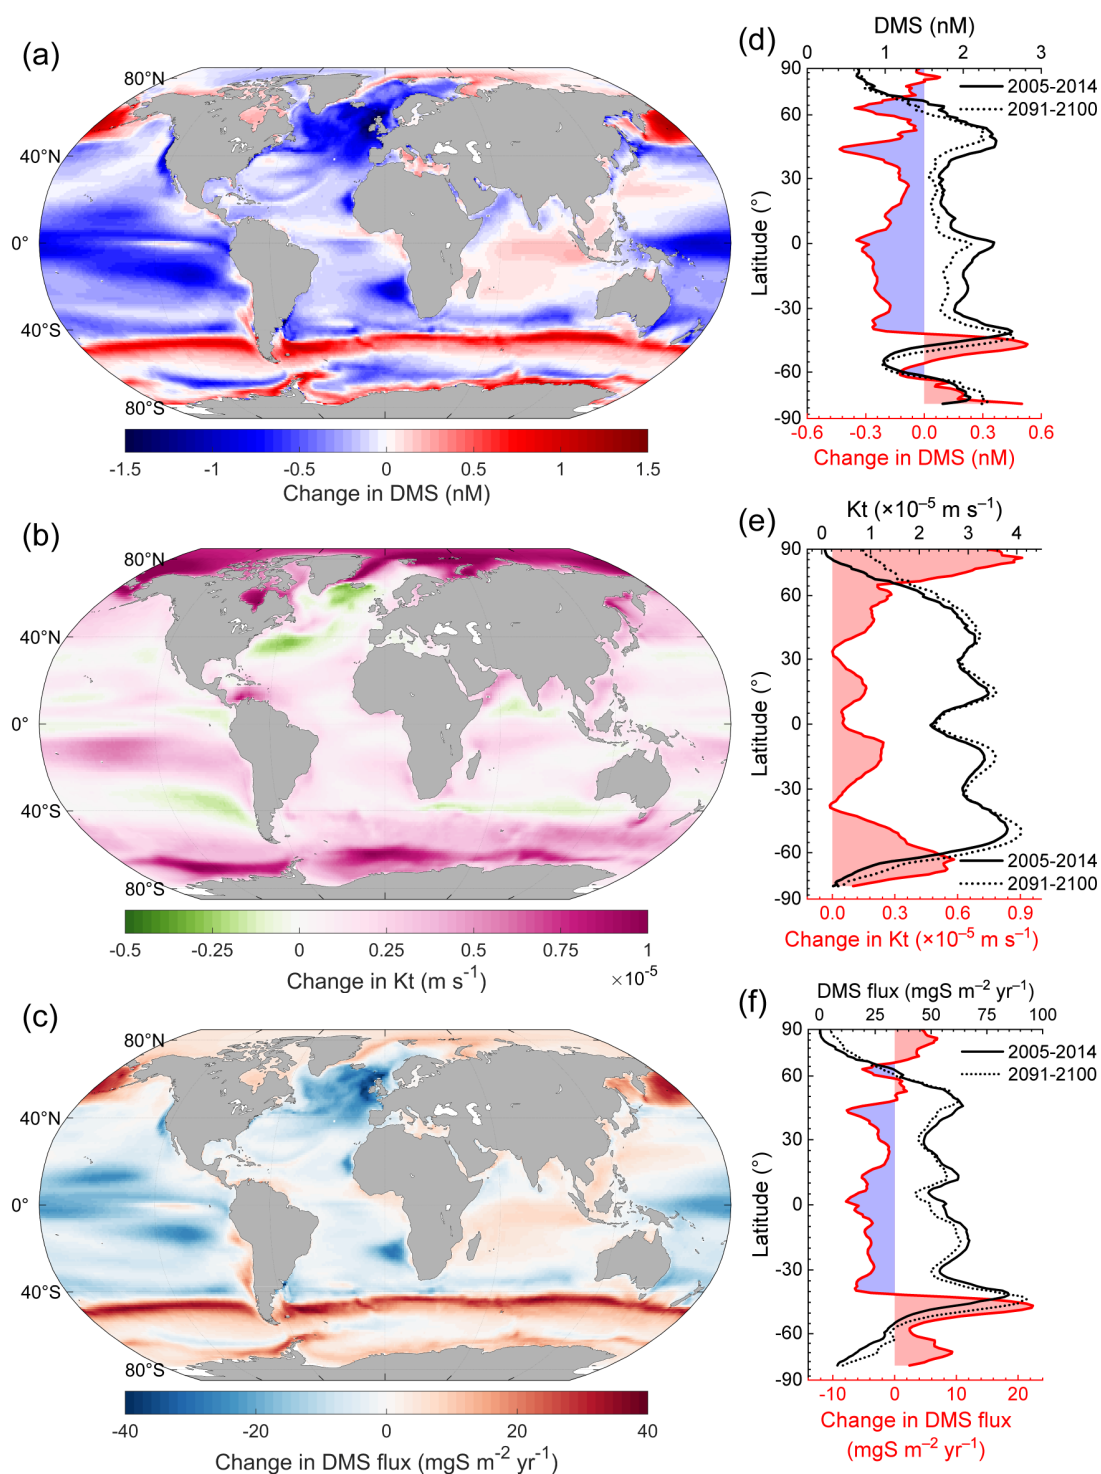 (a)
80°N
40°N
0°
40°S
80°S
-1.5 -1 -0.5 0 0.5 1 1.5
Change in DMS (nM)
(d)
DMS (nM)
0 1 2 3
90
60
30
0
-30
-60
-90
Latitude (°)
2005-2014
2091-2100
-0.6 -0.3 0.0 0.3 0.6
Change in DMS (nM)
(b)
80°N
40°N
0°
40°S
80°S
-0.5 -0.25 0 0.25 0.5 0.75 1
Change in Kt (m s⁻¹)
×10⁻⁵
(e)
Kt (×10⁻⁵ m s⁻¹)
0 1 2 3 4
90
60
30
0
-30
-60
-90
Latitude (°)
2005-2014
2091-2100
0.0 0.3 0.6 0.9
Change in Kt (×10⁻⁵ m s⁻¹)
(c)
80°N
40°N
0°
40°S
80°S
-40 -20 0 20 40
Change in DMS flux (mgS m⁻² yr⁻¹)
(f)
DMS flux (mgS m⁻² yr⁻¹)
0 25 50 75 100
90
60
30
0
-30
-60
-90
Latitude (°)
2005-2014
2091-2100
-10 0 10 20
Change in DMS flux
(mgS m⁻² yr⁻¹)